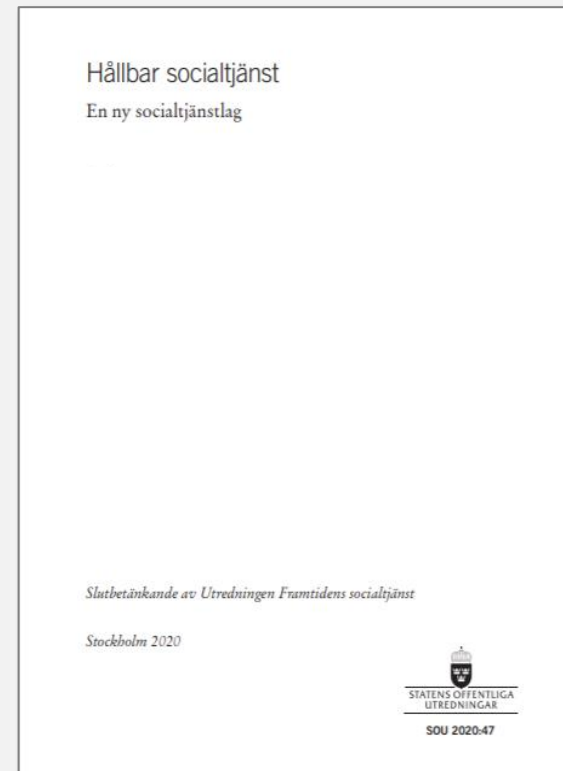 Hållbar socialtjänst
En ny socialtjänstlag
Slutbetänkande av Utredningen Framtidens socialtjänst
Stockholm 2020
STATENS OFFENTLIGA
UTREDNINGAR
SOU 2020:47